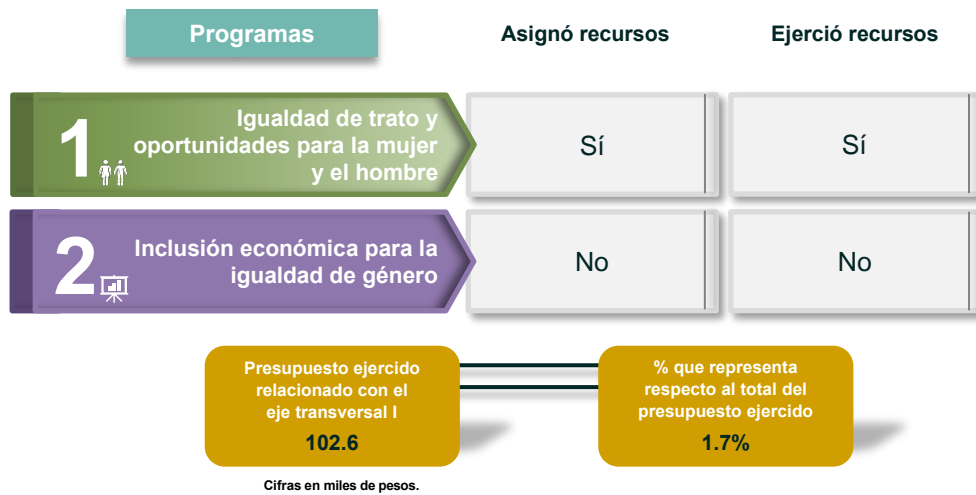 Programas
Asignó recursos
Ejerció recursos
1
Igualdad de trato y
oportunidades para la mujer
y el hombre
Sí
Sí
2
Inclusión económica para la
igualdad de género
No
No
Presupuesto ejercido
relacionado con el
eje transversal I
102.6
% que representa
respecto al total del
presupuesto ejercido
1.7%
Cifras en miles de pesos.